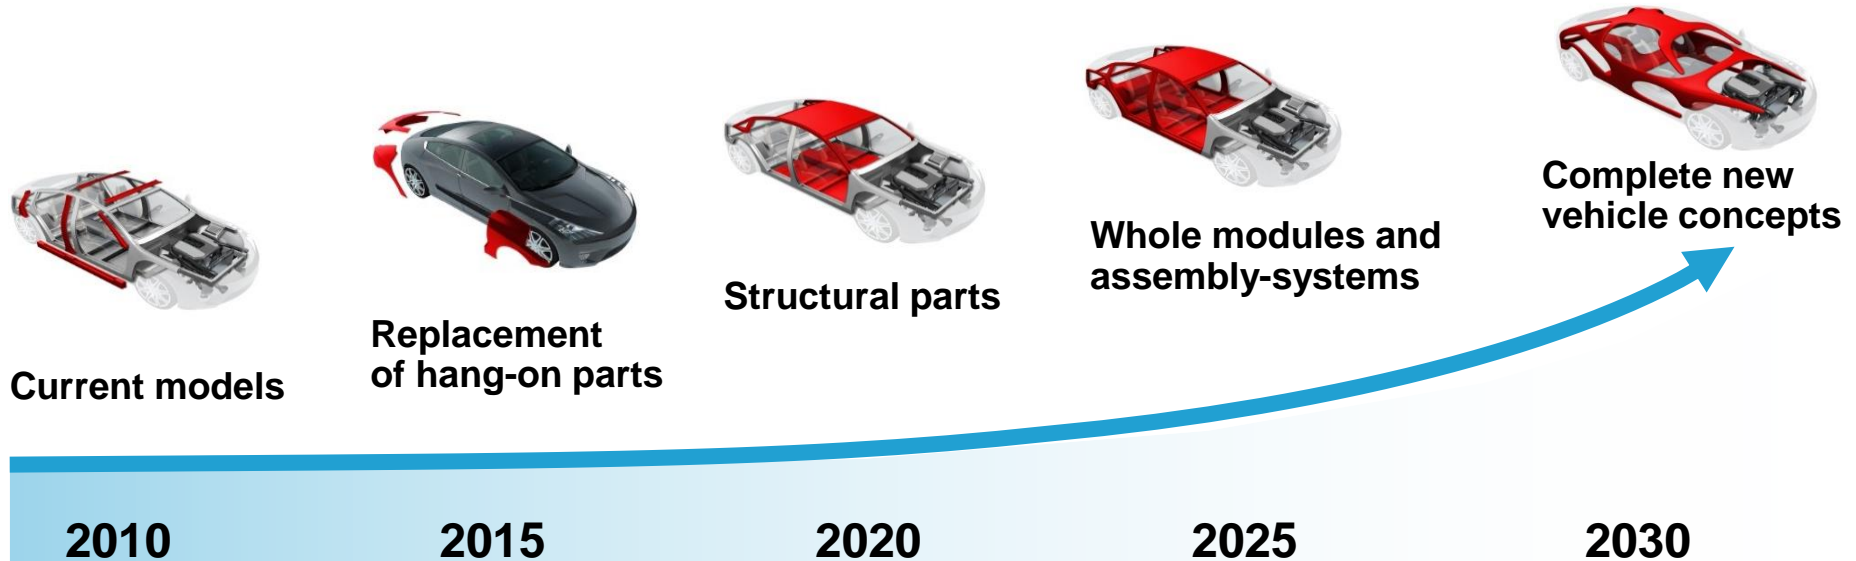 Current models
Replacement
of hang-on parts
Structural parts
Whole modules and
assembly-systems
Complete new
vehicle concepts
2010
2015
2020
2025
2030